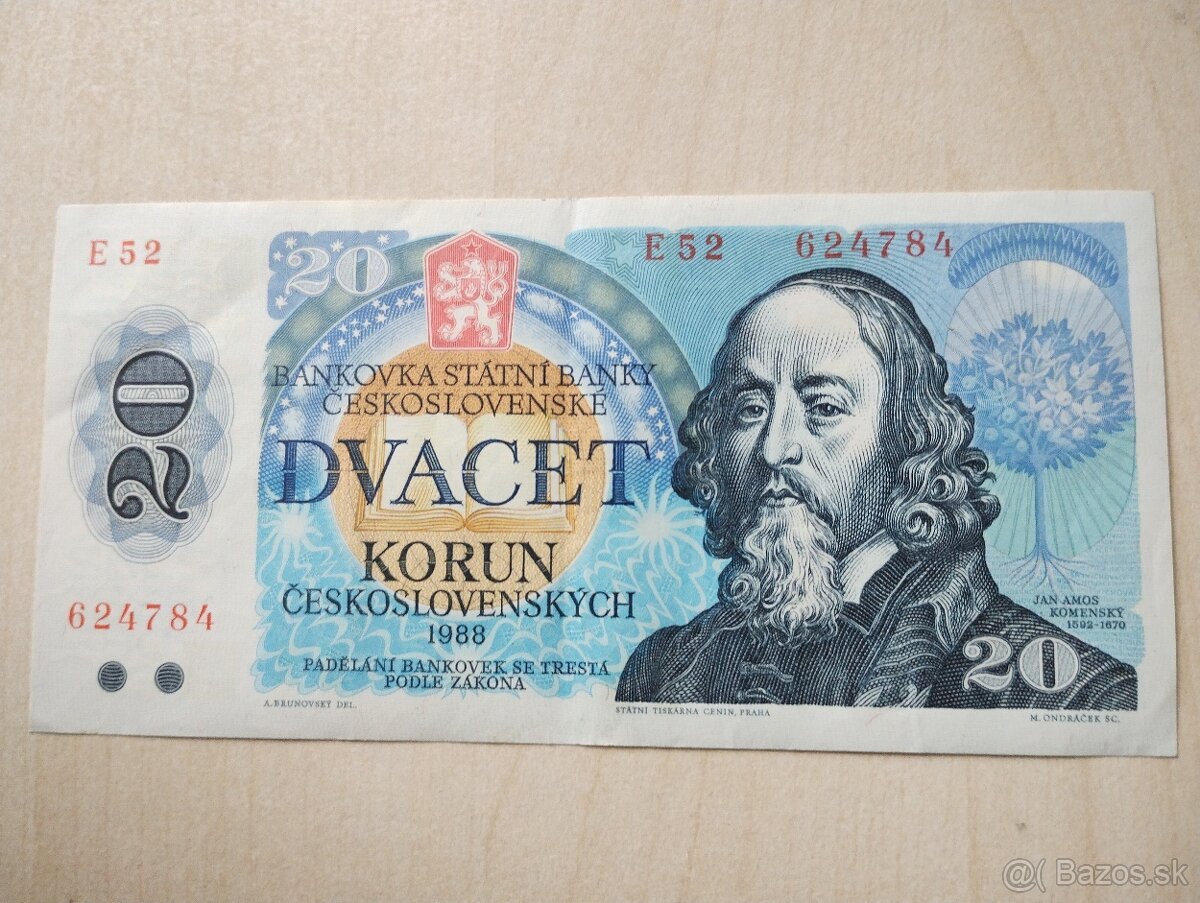 E 52
20
E 52 624784
BANKOVKA STÁTNÍ BANKY
ČESKOSLOVENSKÉ
DVACET
KORUN
ČESKOSLOVENSKÝCH
1988
PADĚLÁNÍ BANKOVEK SE TRESTÁ
PODLE ZÁKONA
20
624784
JAN AMOS
KOMENSKÝ
1592-1670
20
A. BRUNOVSKÝ DEL.
STÁTNÍ TISKÁRNA CENIN, PRAHA
M. ONDRÁČEK SC.
@( Bazos.sk